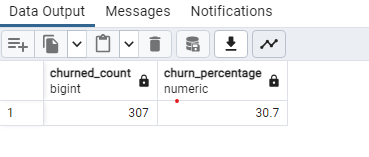 Data Output Messages Notifications
churned_count churn_percentage
bigint numeric
1 307 30.7